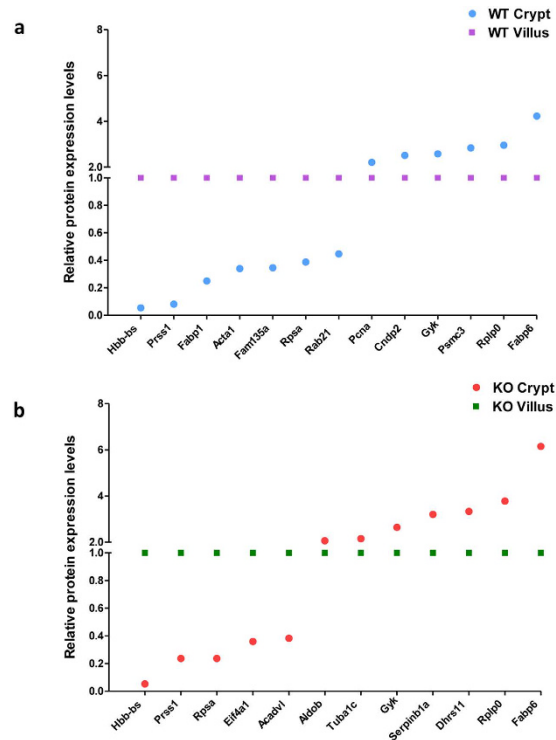 a
WT Crypt
WT Villus
Relative protein expression levels
8
6
4
2.0
1.0
0.8
0.6
0.4
0.2
0.0
Hbb-bs
Prss1
Fabp1
Acta1
Fam135a
Rpsa
Rab21
Pcna
Cndp2
Gyk
Psmc3
Rplp0
Fabp6
b
KO Crypt
KO Villus
Relative protein expression levels
8
6
4
2.0
1.0
0.8
0.6
0.4
0.2
0.0
Hbb-bs
Prss1
Rpsa
Eif4a1
Acadvl
Aldob
Tuba1c
Gyk
Serpinb1a
Dhrs11
Rplp0
Fabp6